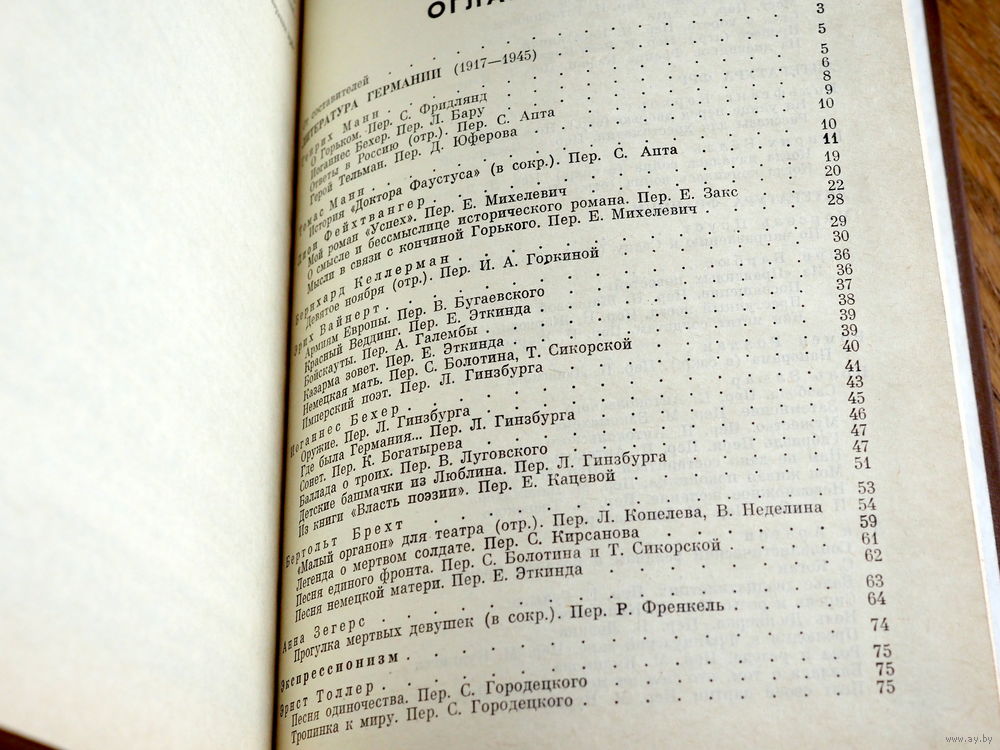 ОГЛА
составителей 3
ЛИТЕРАТУРА ГЕРМАНИИ (1917—1945) 5
Генрих Манн 5
О Горьком. Пер. С. Фридлянд 6
Иоганнес Бехер. Пер. Л. Бару 8
Ответы в Россию (отр.). Пер. С. Апта 9
Герой Тельман. Пер. Д. Юферова 10
Томас Манн 10
История «Доктора Фаустуса» (в сокр.). Пер. С. Апта 11
Лион Фейхтвангер 19
Мой роман «Успех». Пер. Е. Михелевич 20
О смысле и бессмыслице исторического романа. Пер. Е. Закс 22
Мысли в связи с кончиной Горького. Пер. Е. Михелевич 28
Бернхард Келлерман 29
Девятое ноября (отр.). Пер. И. А. Горкиной 30
Эрих Вайнерт 36
Армиям Европы. Пер. В. Бугаевского 36
Красный Веддинг. Пер. Е. Эткинда 37
Бойскауты. Пер. А. Галембы 38
Казарма зовет. Пер. Е. Эткинда 39
Немецкая мать. Пер. С. Болотина, Т. Сикорской 39
Имперский поэт. Пер. Л. Гинзбурга 40
Иоганнес Бехер 41
Оружие. Пер. Л. Гинзбурга 43
Где была Германия... Пер. Л. Гинзбурга 45
Сонет. Пер. К. Богатырева 46
Баллада о троих. Пер. В. Луговского 47
Детские башмачки из Люблина. Пер. Л. Гинзбурга 47
Из книги «Власть поэзии». Пер. Е. Кацевой 51
Бертольт Брехт 53
«Малый органон» для театра (отр.). Пер. Л. Копелева, В. Неделина 54
Легенда о мертвом солдате. Пер. С. Кирсанова 59
Песня единого фронта. Пер. С. Болотина и Т. Сикорской 61
Песня немецкой матери. Пер. Е. Эткинда 62
Анна Зегерс 63
Прогулка мертвых девушек (в сокр.). Пер. Р. Френкель 64
Экспрессионизм 74
Эрнст Толлер 75
Песня одиночества. Пер. С. Городецкого 75
Тропинка к миру. Пер. С. Городецкого 75
www.ay.by